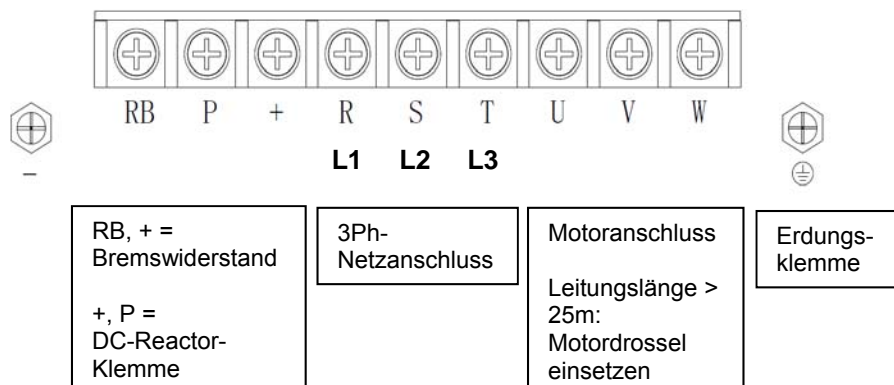 RB P + R S T U V W
L1 L2 L3
-
RB, + =
Bremswiderstand
+, P =
DC-Reactor-
Klemme
3Ph-
Netzanschluss
Motoranschluss
Leitungslänge >
25m:
Motordrossel
einsetzen
Erdungs-
klemme